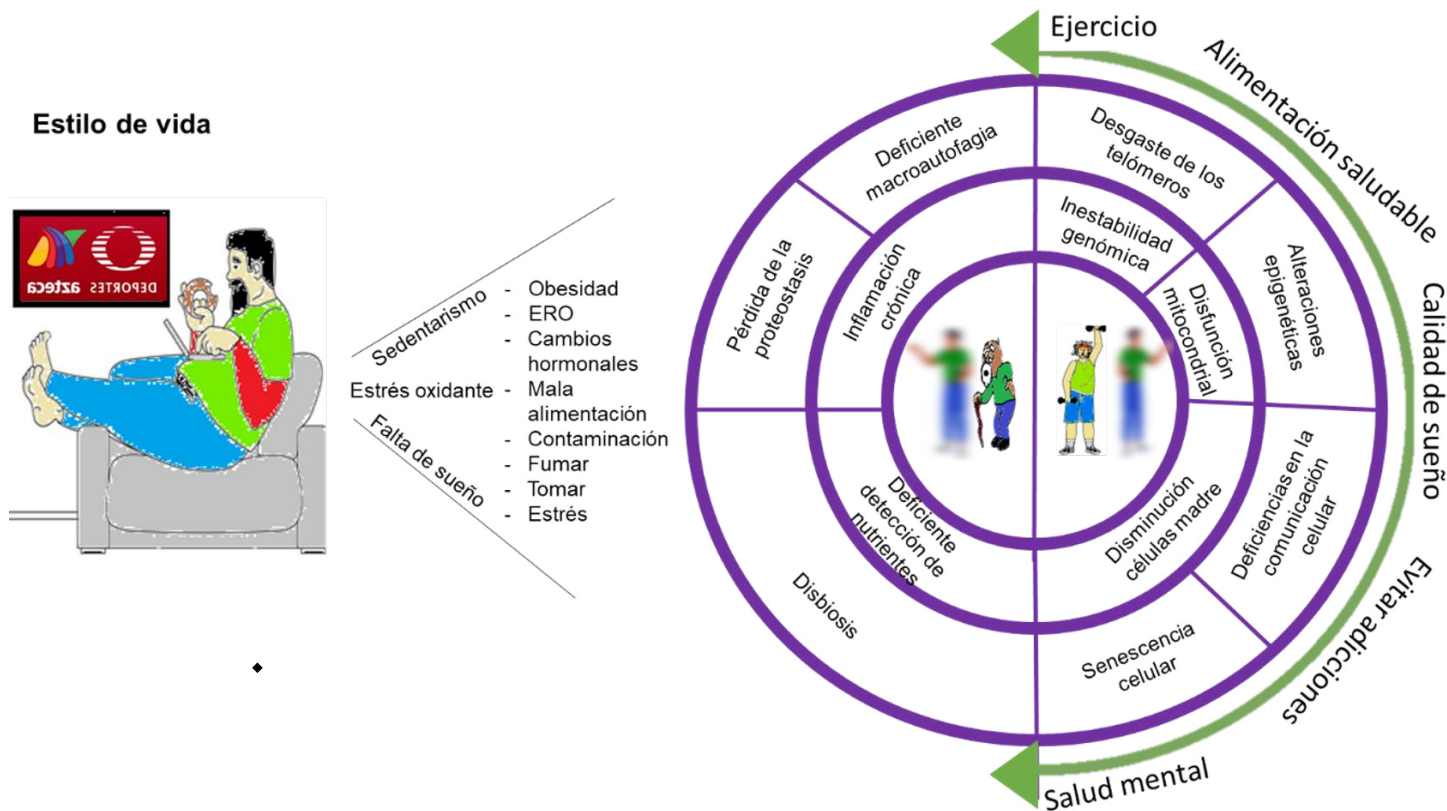 Estilo de vida
DEPORTES azteca
Sedentarismo
Estrés oxidante
Falta de sueño
- Obesidad
- ERO
- Cambios
hormonales
- Mala
alimentación
- Contaminación
- Fumar
- Tomar
- Estrés
Ejercicio
Alimentación saludable
Calidad de sueño
Evitar adicciones
Salud mental
Deficiente
macroautofagia
Desgaste de los
telómeros
Pérdida de la
proteostasis
Inflamación
crónica
Inestabilidad
genómica
Disfunción
mitocondrial
Alteraciones
epigenéticas
Disbiosis
Deficiente
detección de
nutrientes
Disminución
células madre
Deficiencias en la
comunicación
celular
Senescencia
celular